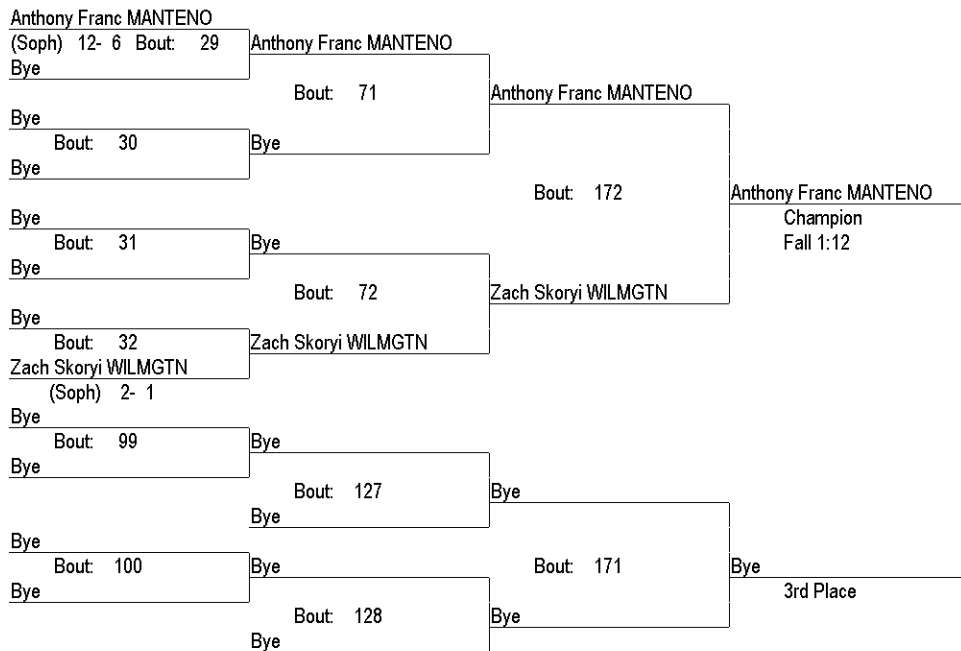 Anthony Franc MANTENO
(Soph) 12- 6 Bout: 29 Anthony Franc MANTENO
Bye
Bout: 71 Anthony Franc MANTENO
Bye
Bout: 30 Bye
Bye
Bout: 172 Anthony Franc MANTENO
Bye Champion
Bout: 31 Bye Fall 1:12
Bye
Bout: 72 Zach Skoryi WILMGTN
Bye
Bout: 32 Zach Skoryi WILMGTN
Zach Skoryi WILMGTN
(Soph) 2- 1
Bye
Bout: 99 Bye
Bye
Bout: 127 Bye
Bye
Bye
Bout: 100 Bye Bout: 171 Bye
Bye 3rd Place
Bout: 128 Bye
Bye